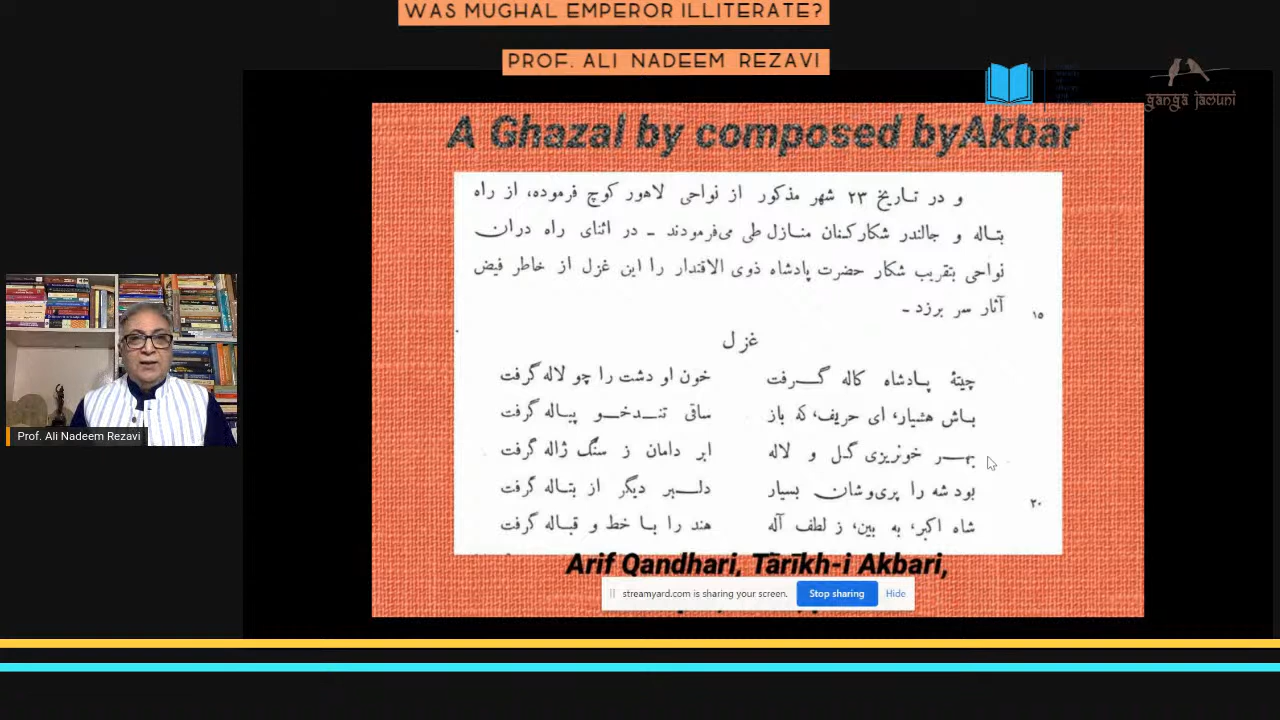 WAS MUGHAL EMPEROR ILLITERATE?
PROF. ALI NADEEM REZAVI
ganga jamuni
A Ghazal by composed byAkbar
و در تاریخ ۲۳ شهر مذکور از نواحی لاهور کوچ فرموده، از راه
بتاله و جالندر شکارکنان منازل طی می‌فرمودند ـ در اثنای راه دران
نواحی بتقریب شکار حضرت پادشاه ذوی الاقتدار را این غزل از خاطر فیض
آثار سر برزد ـ ۱۵
غزل
چیتهٔ پادشاه کاله گرفت خون او دشت را چو لاله گرفت
باش هشیار، ای حریف، که باز ساقی تندخو پیاله گرفت
بهر خونریزی گل و لاله ابر دامان ز سنگ ژاله گرفت
بود شه را پری‌وشان بسیار دلبر دیگر از بتاله گرفت ۲۰
شاه اکبر، به بین، ز لطف آله هند را با خط و قباله گرفت
Arif Qandhari, Tārīkh-i Akbari,
streamyard.com is sharing your screen. Stop sharing Hide
Prof. Ali Nadeem Rezavi